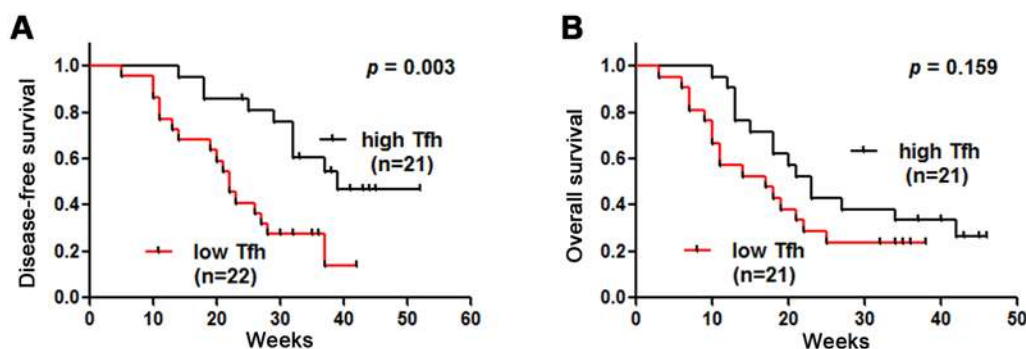 A
Disease-free survival
1.0
0.8
0.6
0.4
0.2
0.0
p = 0.003
high Tfh
(n=21)
low Tfh
(n=22)
0 10 20 30 40 50 60
Weeks
B
Overall survival
1.0
0.8
0.6
0.4
0.2
0.0
p = 0.159
high Tfh
(n=21)
low Tfh
(n=21)
0 10 20 30 40 50
Weeks